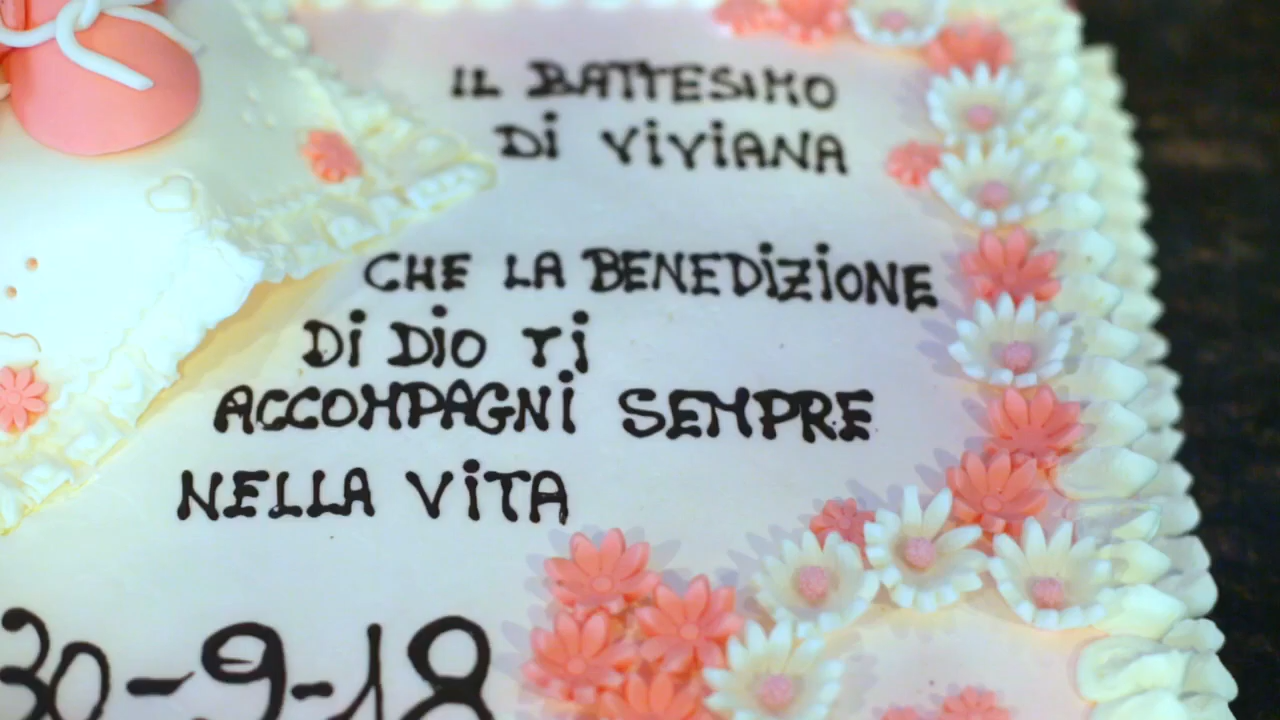 IL BATTESIMO
Di ViViANA
CHE LA BENEDiZiONE
Di Dio Ti
ACCOMPAGNi SEMPRE
NELLA ViTA
30-9-18